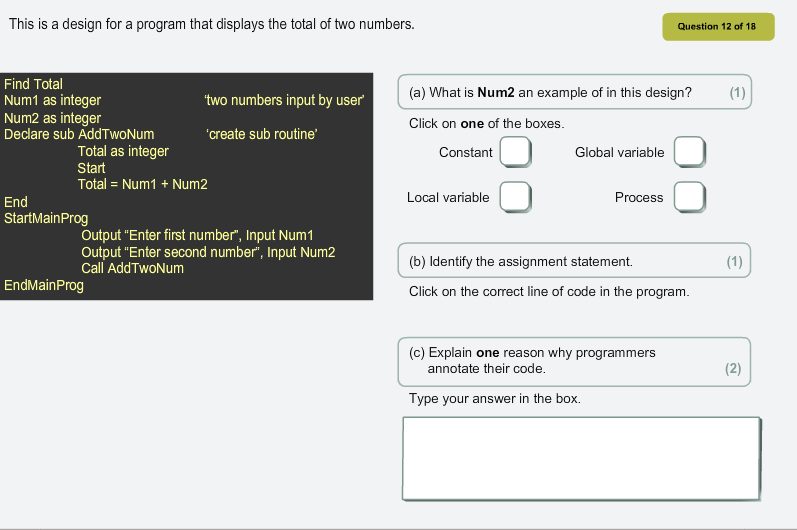 This is a design for a program that displays the total of two numbers.
Question 12 of 18
Find Total
Num1 as integer ‘two numbers input by user’
Num2 as integer
Declare sub AddTwoNum ‘create sub routine’
Total as integer
Start
Total = Num1 + Num2
End
StartMainProg
Output “Enter first number”, Input Num1
Output “Enter second number”, Input Num2
Call AddTwoNum
EndMainProg
(a) What is Num2 an example of in this design? (1)
Click on one of the boxes.
Constant Global variable
Local variable Process
(b) Identify the assignment statement. (1)
Click on the correct line of code in the program.
(c) Explain one reason why programmers
annotate their code. (2)
Type your answer in the box.